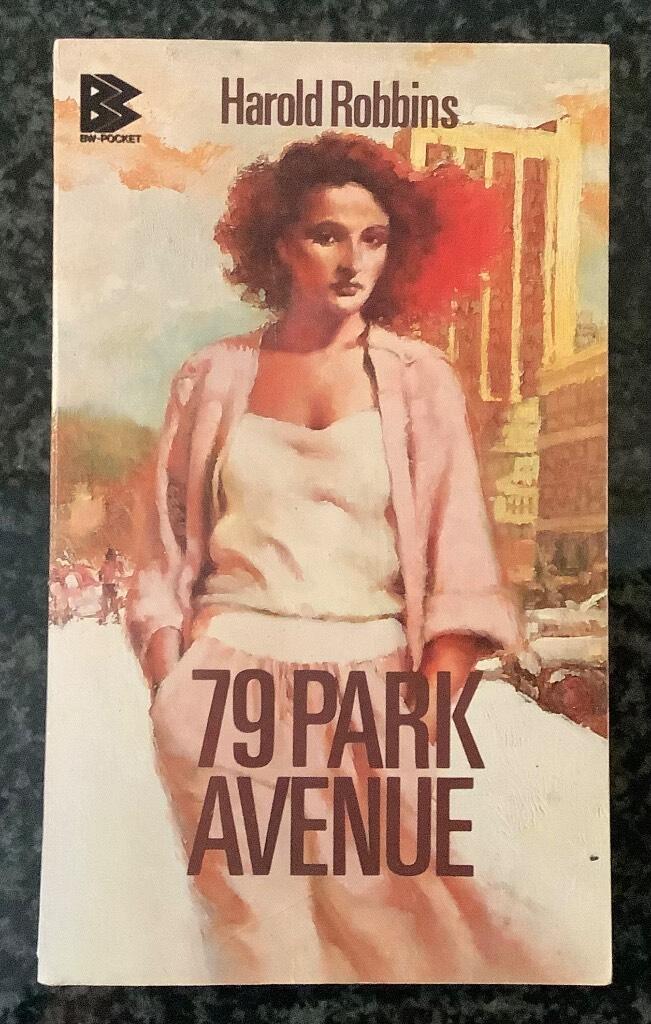 Harold Robbins
BW-POCKET
79 PARK
AVENUE